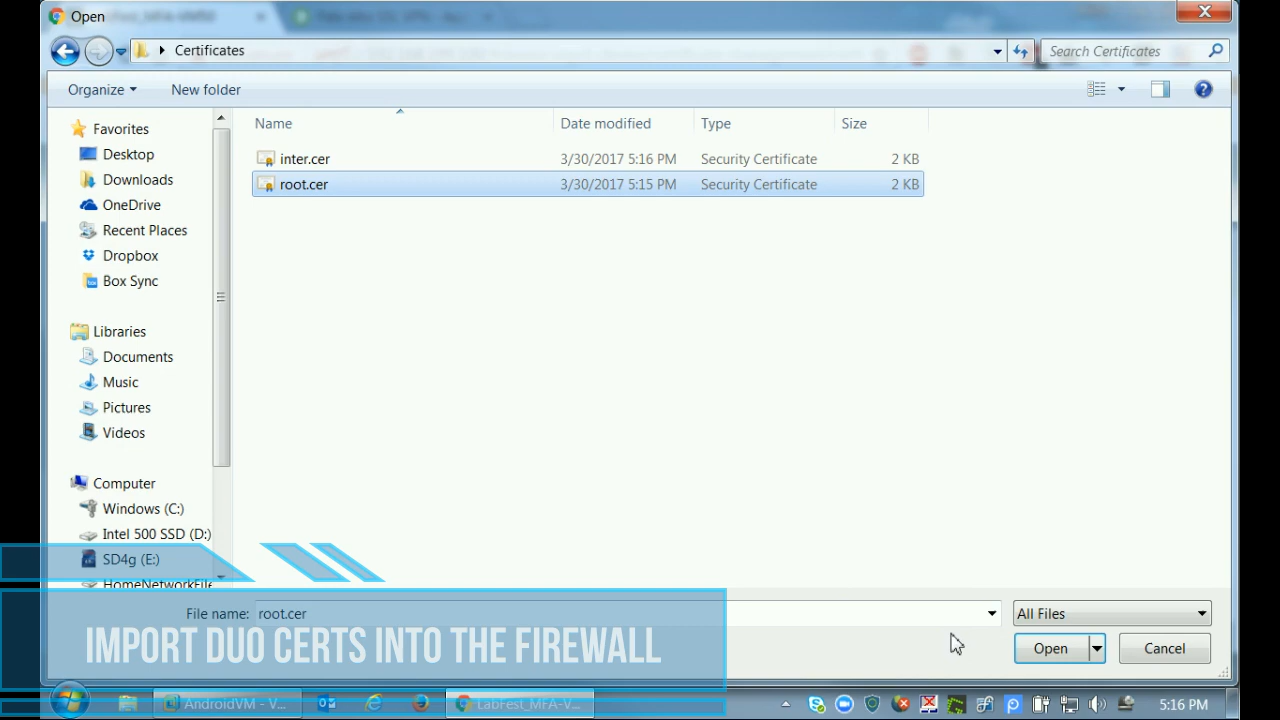 Open
Certificates
Search Certificates
Organize
New folder
Name
Date modified
Type
Size
inter.cer
3/30/2017 5:16 PM
Security Certificate
2 KB
root.cer
3/30/2017 5:15 PM
Security Certificate
2 KB
Favorites
Desktop
Downloads
OneDrive
Recent Places
Dropbox
Box Sync
Libraries
Documents
Music
Pictures
Videos
Computer
Windows (C:)
Intel 500 SSD (D:)
SD4g (E:)
HomeNetworkFile
File name:
root.cer
All Files
IMPORT DUO CERTS INTO THE FIREWALL
Open
Cancel
AndroidVM - V...
LabFest_MFA-V...
5:16 PM